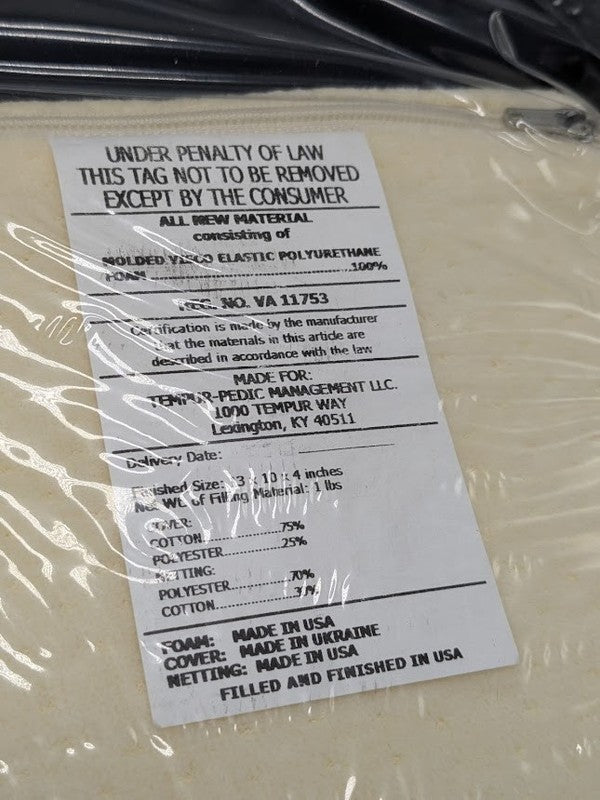 UNDER PENALTY OF LAW
THIS TAG NOT TO BE REMOVED
EXCEPT BY THE CONSUMER
ALL NEW MATERIAL
consisting of
MOLDED VISCO ELASTIC POLYURETHANE
FOAM...........................................100%
REG. NO. VA 11753
Certification is made by the manufacturer
that the materials in this article are
described in accordance with the law
MADE FOR:
TEMPUR-PEDIC MANAGEMENT LLC.
1000 TEMPUR WAY
Lexington, KY 40511
Delivery Date:
Finished Size: 3 x 10 x 4 inches
Net Wt. of Filling Material: 1 lbs
COVER:
COTTON....................75%
POLYESTER...............25%
NETTING:
POLYESTER...............70%
COTTON....................
FOAM: MADE IN USA
COVER: MADE IN UKRAINE
NETTING: MADE IN USA
FILLED AND FINISHED IN USA